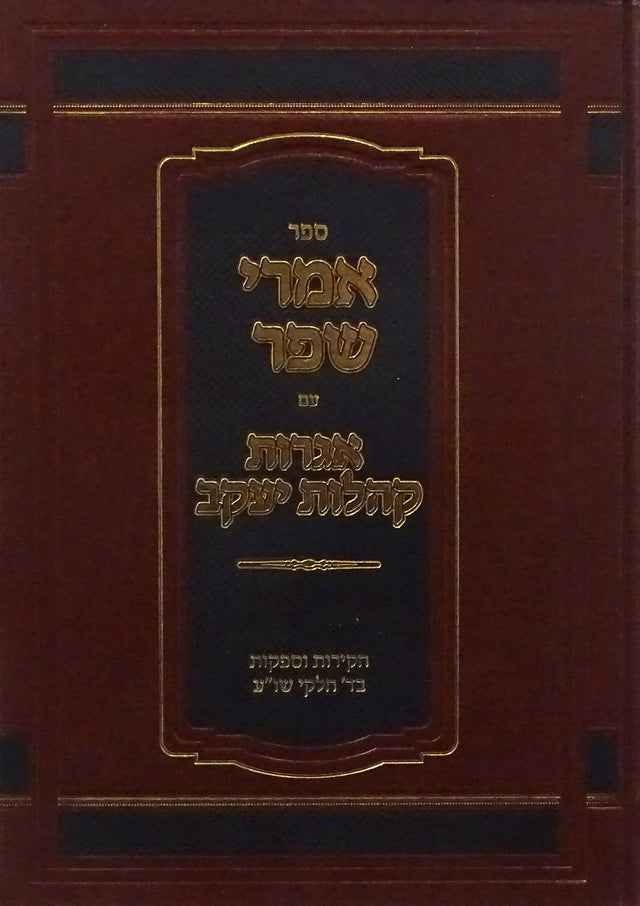 ספר
אמרי
שפר
עם
אגרות
קהלות יעקב
חקירות וספקות
בד' חלקי שו"ע